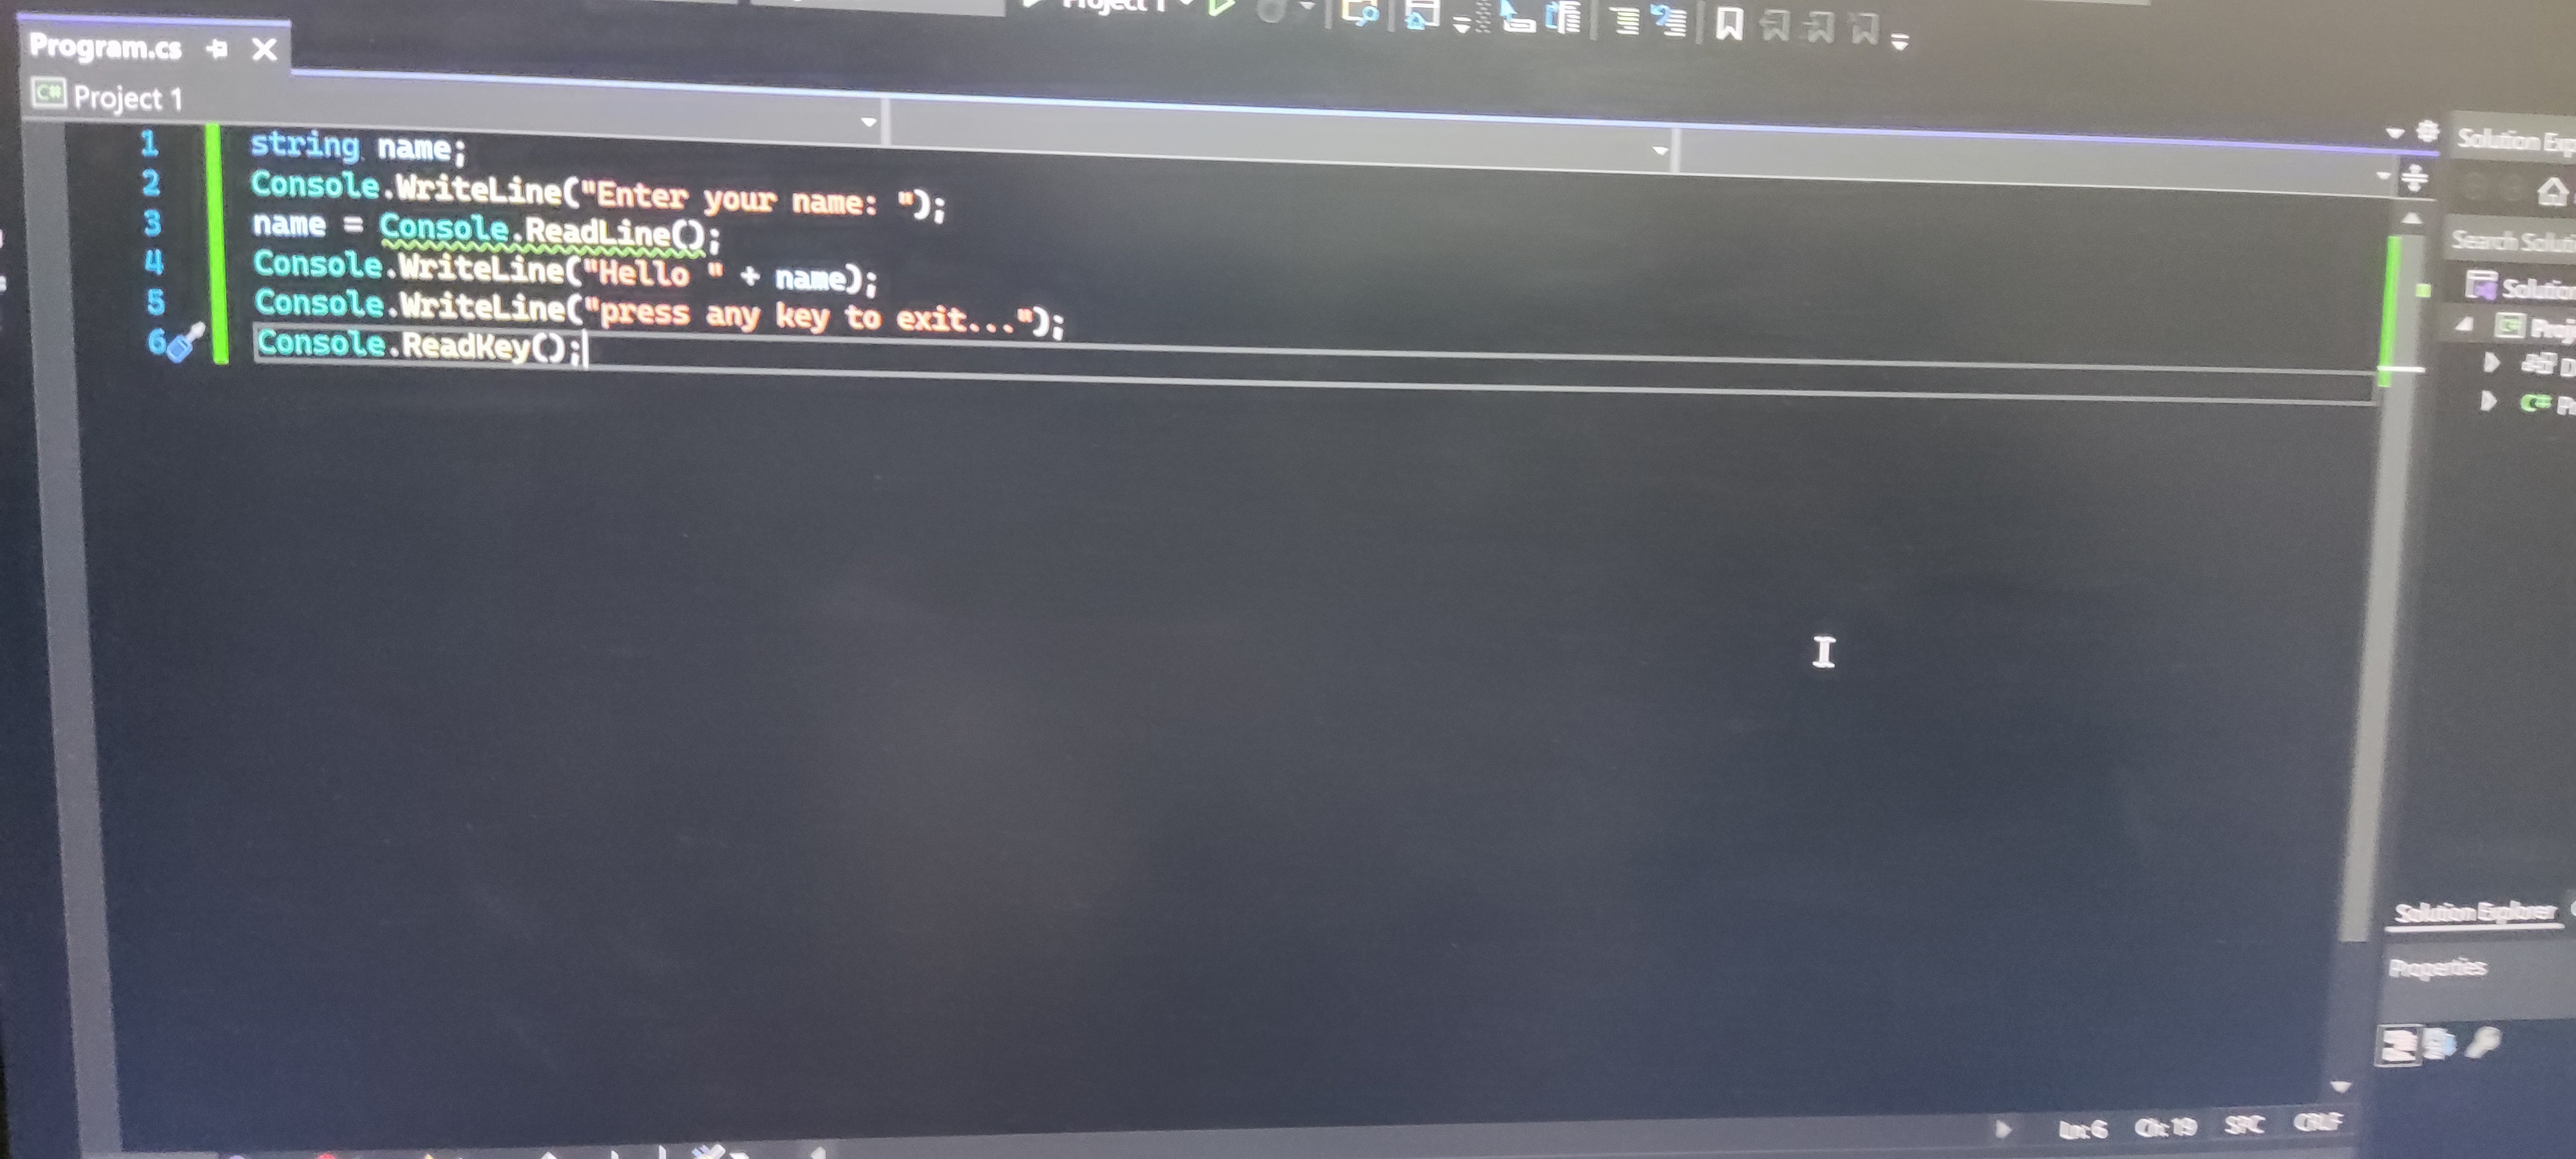 Project 1
Program.cs
C# Project 1
1 string name;
2 Console.WriteLine("Enter your name: ");
3 name = Console.ReadLine();
4 Console.WriteLine("Hello " + name);
5 Console.WriteLine("press any key to exit...");
6 Console.ReadKey();
Solution Exp
Search Soluti
Solution
Proj
D
C# P
Solution Explorer
Properties
Ln: 6 Ch: 19 SPC CRLF